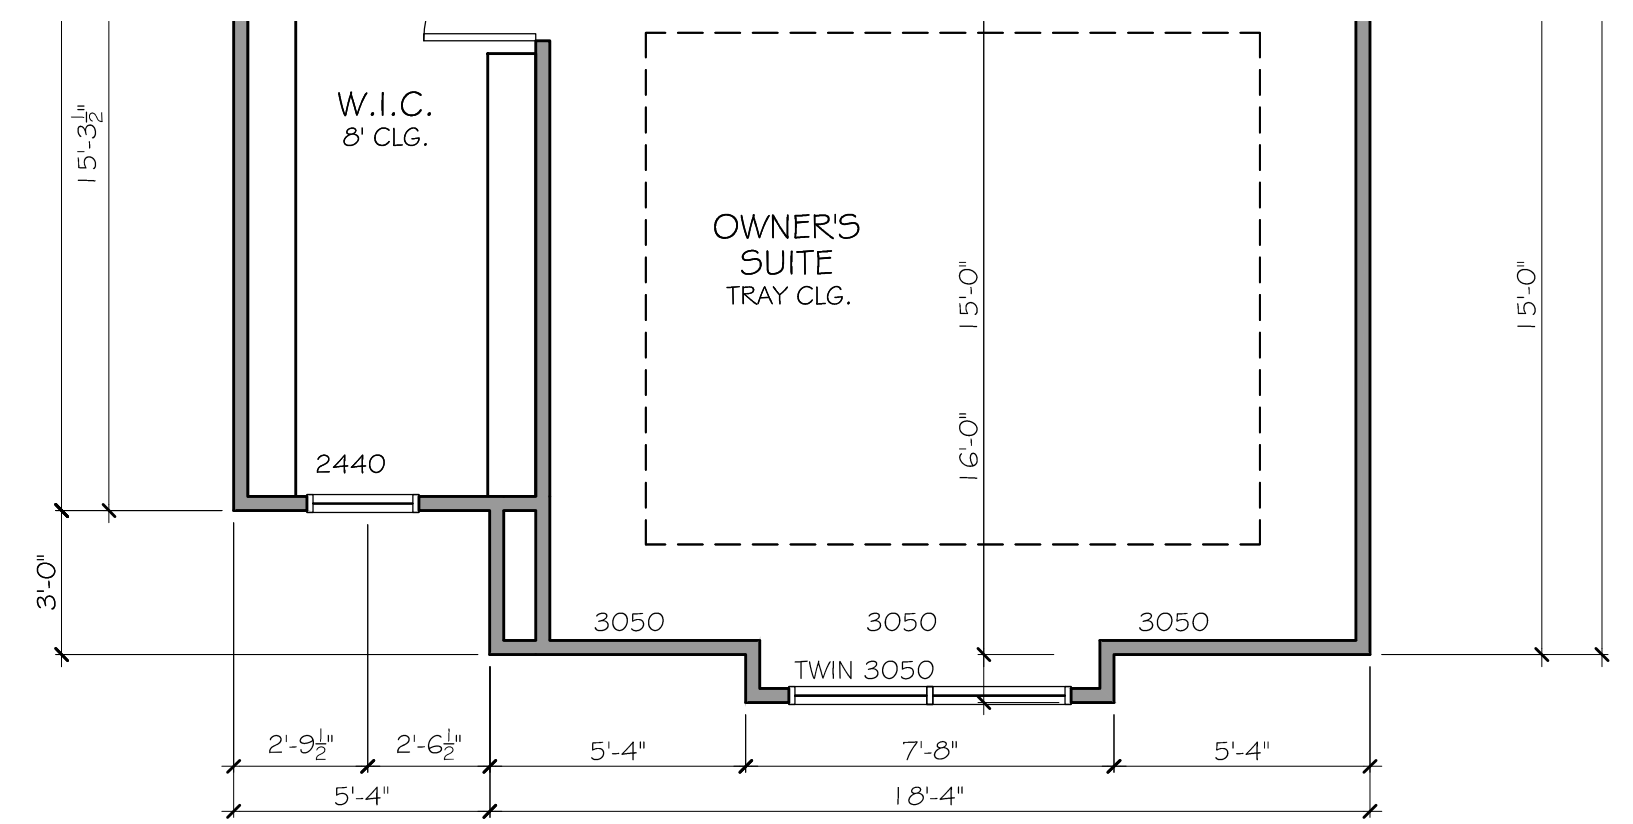 W.I.C.
8' CLG.
15'-3½"
OWNER'S
SUITE
TRAY CLG.
15'-0"
15'-0"
16'-0"
2440
3'-0"
3050
3050
3050
TWIN 3050
2'-9½"
2'-6½"
5'-4"
7'-8"
5'-4"
5'-4"
18'-4"